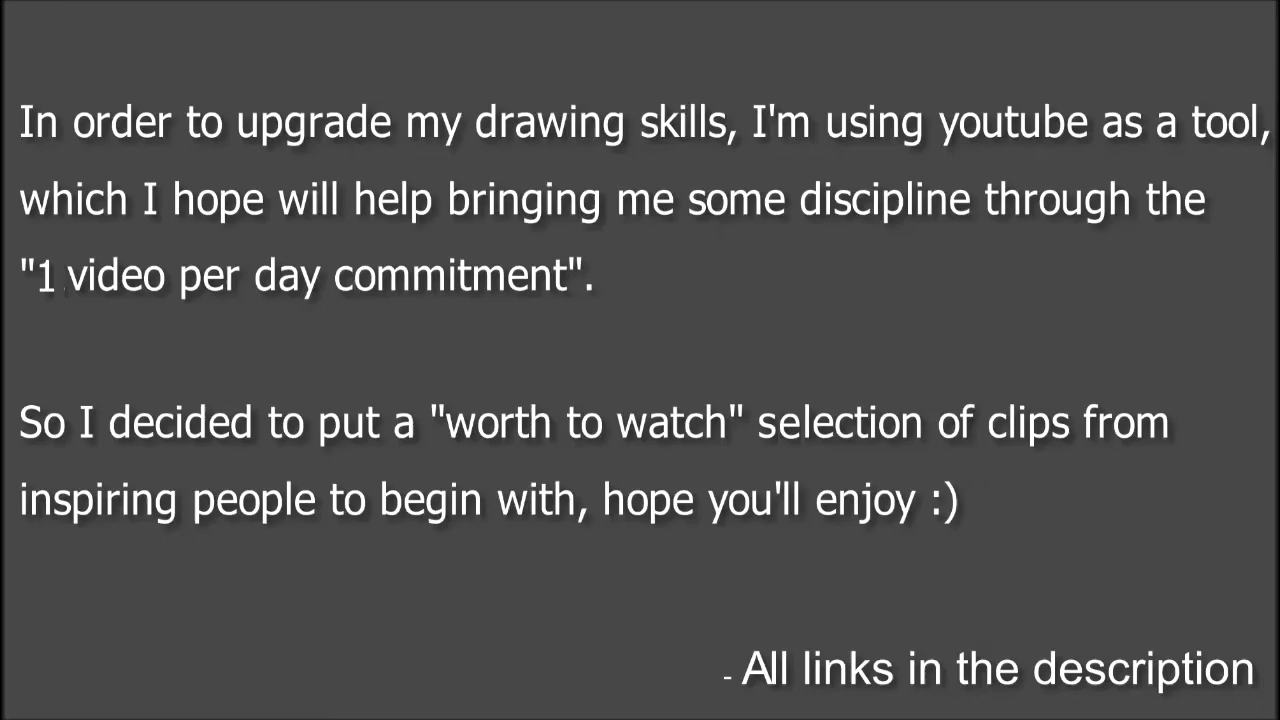 In order to upgrade my drawing skills, I'm using youtube as a tool,
which I hope will help bringing me some discipline through the
"1 video per day commitment".
So I decided to put a "worth to watch" selection of clips from
inspiring people to begin with, hope you'll enjoy :)
- All links in the description